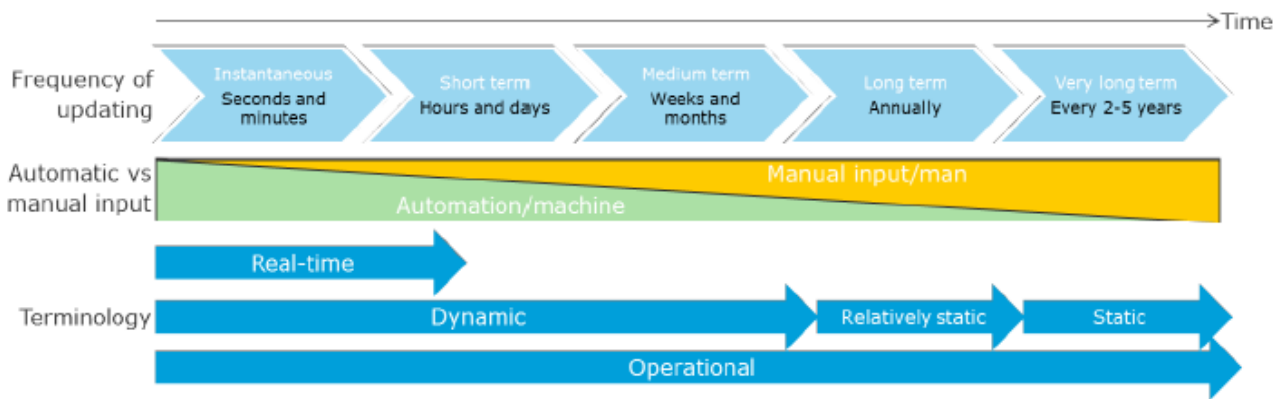 Time
Frequency of
updating
Instantaneous
Seconds and
minutes
Short term
Hours and days
Medium term
Weeks and
months
Long term
Annually
Very long term
Every 2-5 years
Automatic vs
manual input
Manual input/man
Automation/machine
Real-time
Terminology
Dynamic
Relatively static
Static
Operational